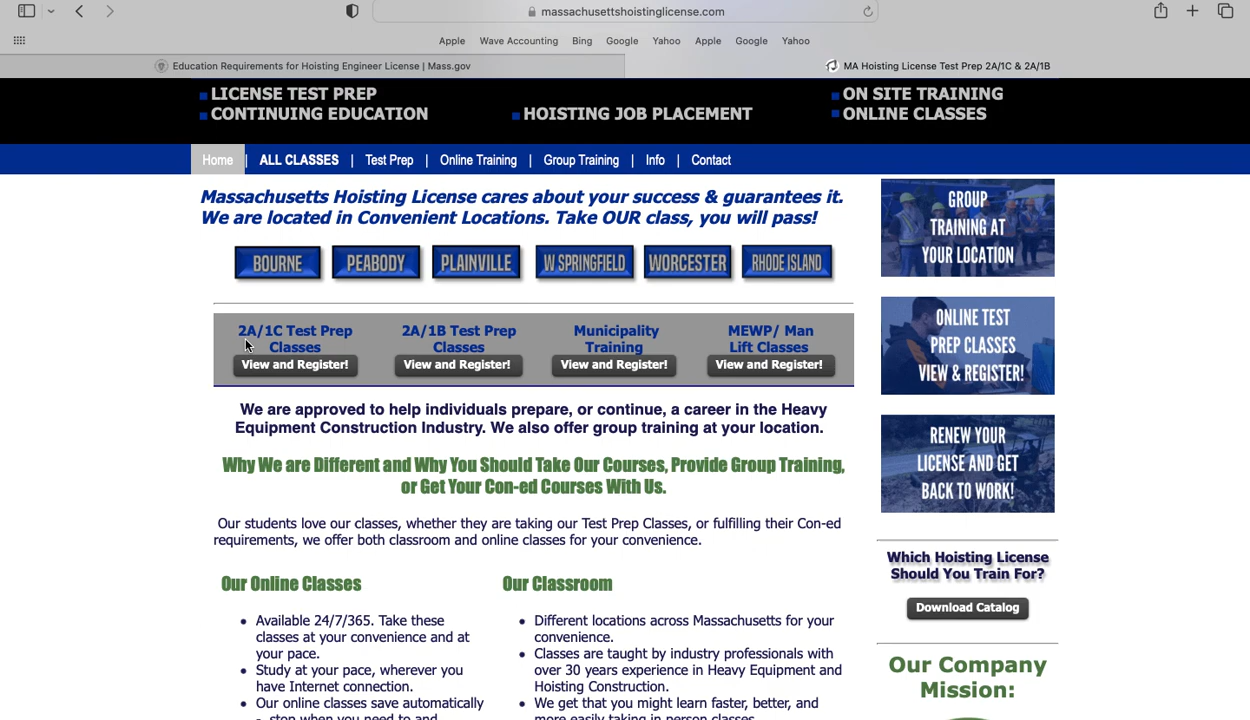 massachusettshoistinglicense.com
Apple Wave Accounting Bing Google Yahoo Apple Google Yahoo
Education Requirements for Hoisting Engineer License | Mass.gov
MA Hoisting License Test Prep 2A/1C & 2A/1B
LICENSE TEST PREP
CONTINUING EDUCATION
HOISTING JOB PLACEMENT
ON SITE TRAINING
ONLINE CLASSES
Home | ALL CLASSES | Test Prep | Online Training | Group Training | Info | Contact
Massachusetts Hoisting License cares about your success & guarantees it.
We are located in Convenient Locations. Take OUR class, you will pass!
BOURNE PEABODY PLAINVILLE W SPRINGFIELD WORCESTER RHODE ISLAND
2A/1C Test Prep
Classes
View and Register!
2A/1B Test Prep
Classes
View and Register!
Municipality
Training
View and Register!
MEWP/ Man
Lift Classes
View and Register!
We are approved to help individuals prepare, or continue, a career in the Heavy
Equipment Construction Industry. We also offer group training at your location.
Why We are Different and Why You Should Take Our Courses, Provide Group Training,
or Get Your Con-ed Courses With Us.
Our students love our classes, whether they are taking our Test Prep Classes, or fulfilling their Con-ed
requirements, we offer both classroom and online classes for your convenience.
Our Online Classes
Available 24/7/365. Take these
classes at your convenience and at
your pace.
Study at your pace, wherever you
have Internet connection.
Our online classes save automatically
- stop when you need to and
Our Classroom
Different locations across Massachusetts for your
convenience.
Classes are taught by industry professionals with
over 30 years experience in Heavy Equipment and
Hoisting Construction.
We get that you might learn faster, better, and
more easily taking in person classes.
GROUP
TRAINING AT
YOUR LOCATION
ONLINE TEST
PREP CLASSES
VIEW & REGISTER!
RENEW YOUR
LICENSE AND GET
BACK TO WORK!
Which Hoisting License
Should You Train For?
Download Catalog
Our Company
Mission: